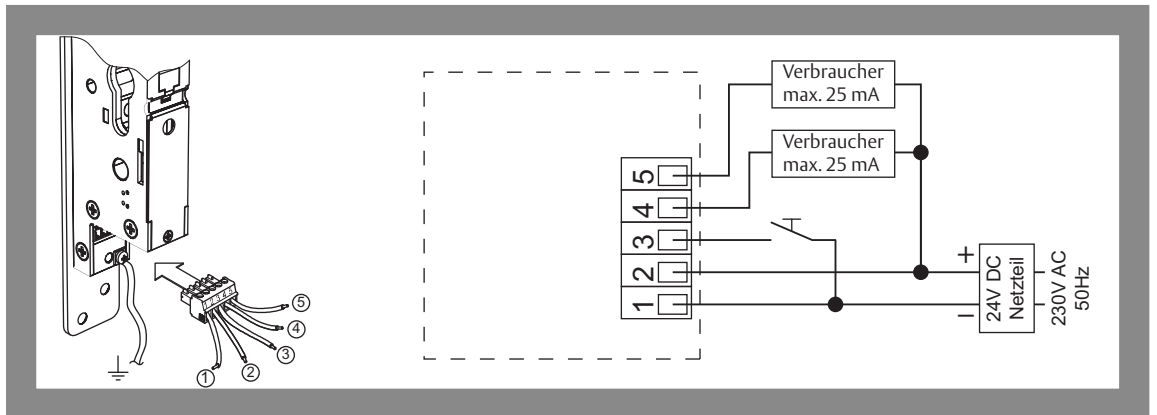 ①
②
③
④
⑤
5
4
3
2
1
Verbraucher
max. 25 mA
Verbraucher
max. 25 mA
+
−
24V DC
Netzteil
230V AC
50Hz